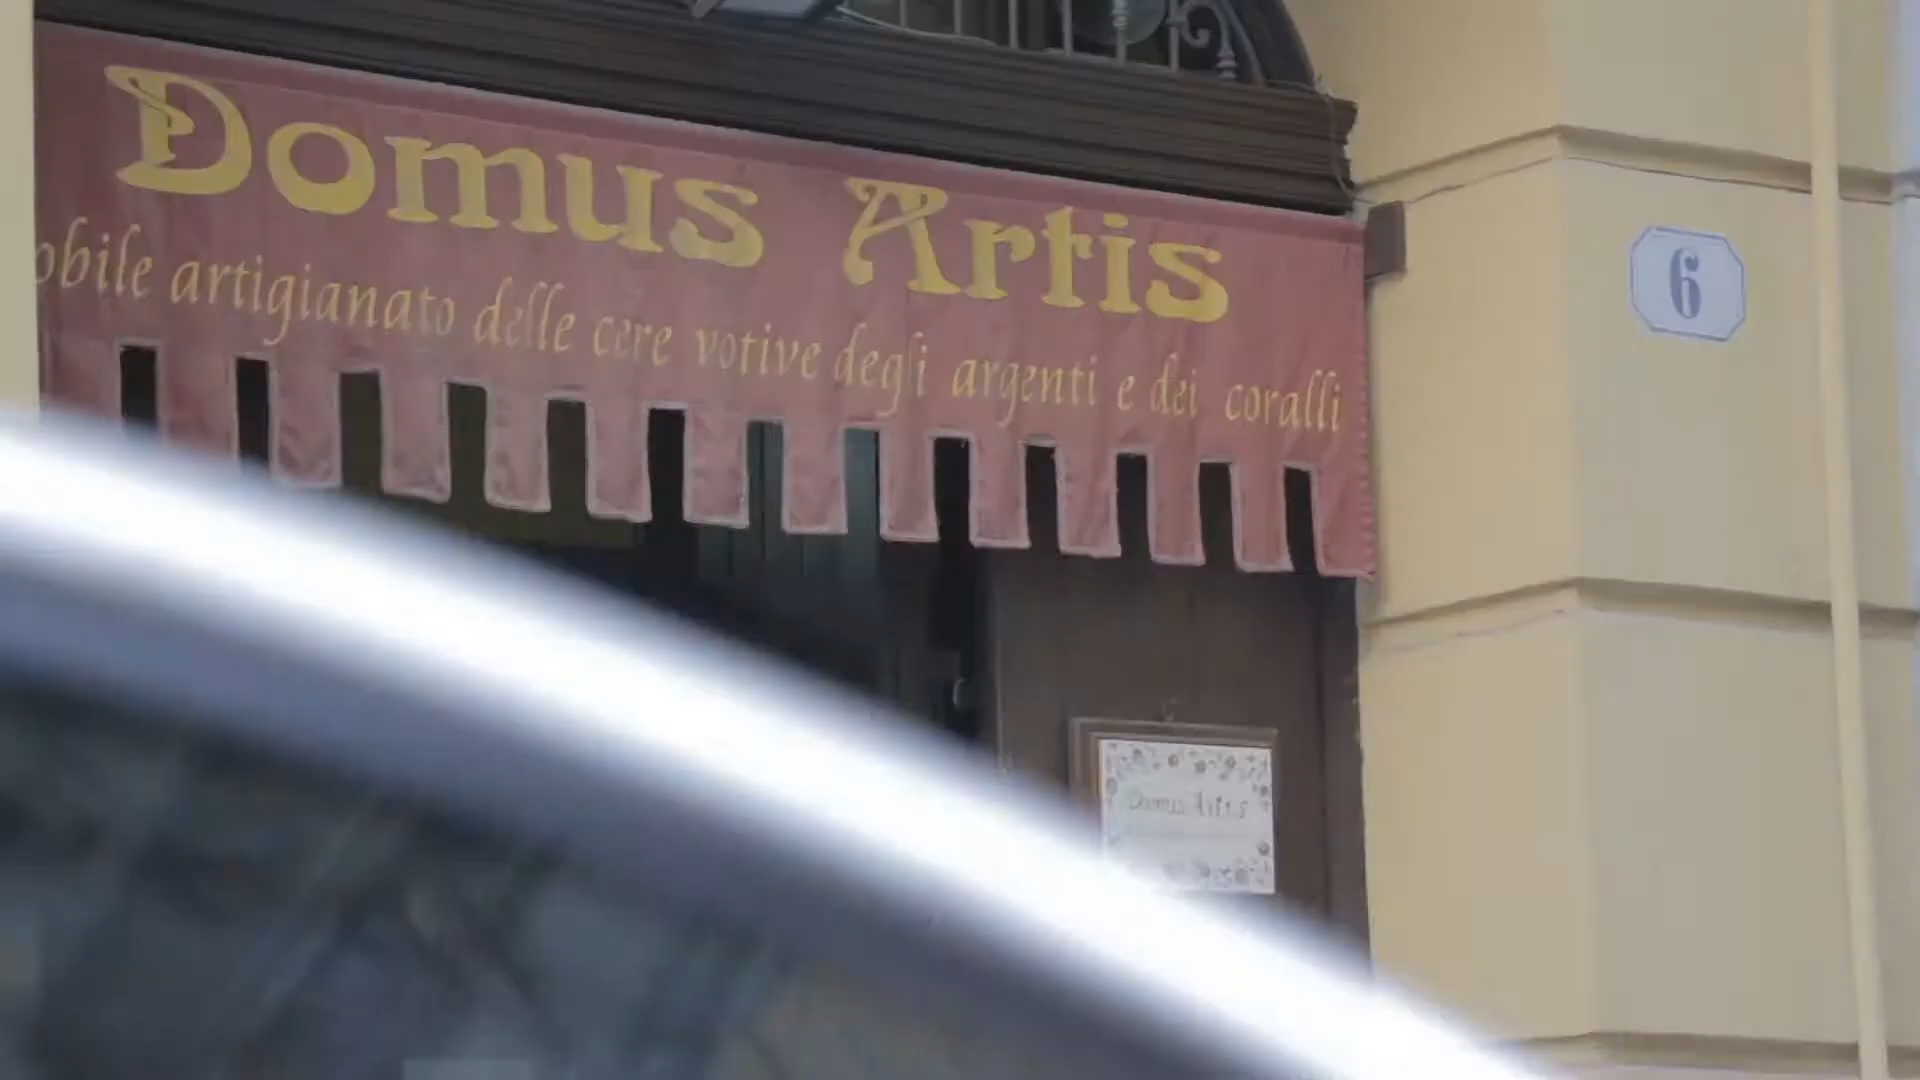 Domus Artis
obile artigianato delle cere votive degli argenti e dei coralli
6
Domus Artis